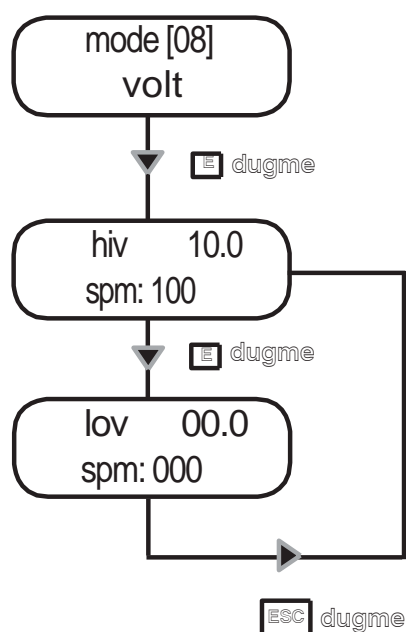 mode [08]
volt
E dugme
hiv 10.0
spm: 100
E dugme
lov 00.0
spm: 000
ESC dugme